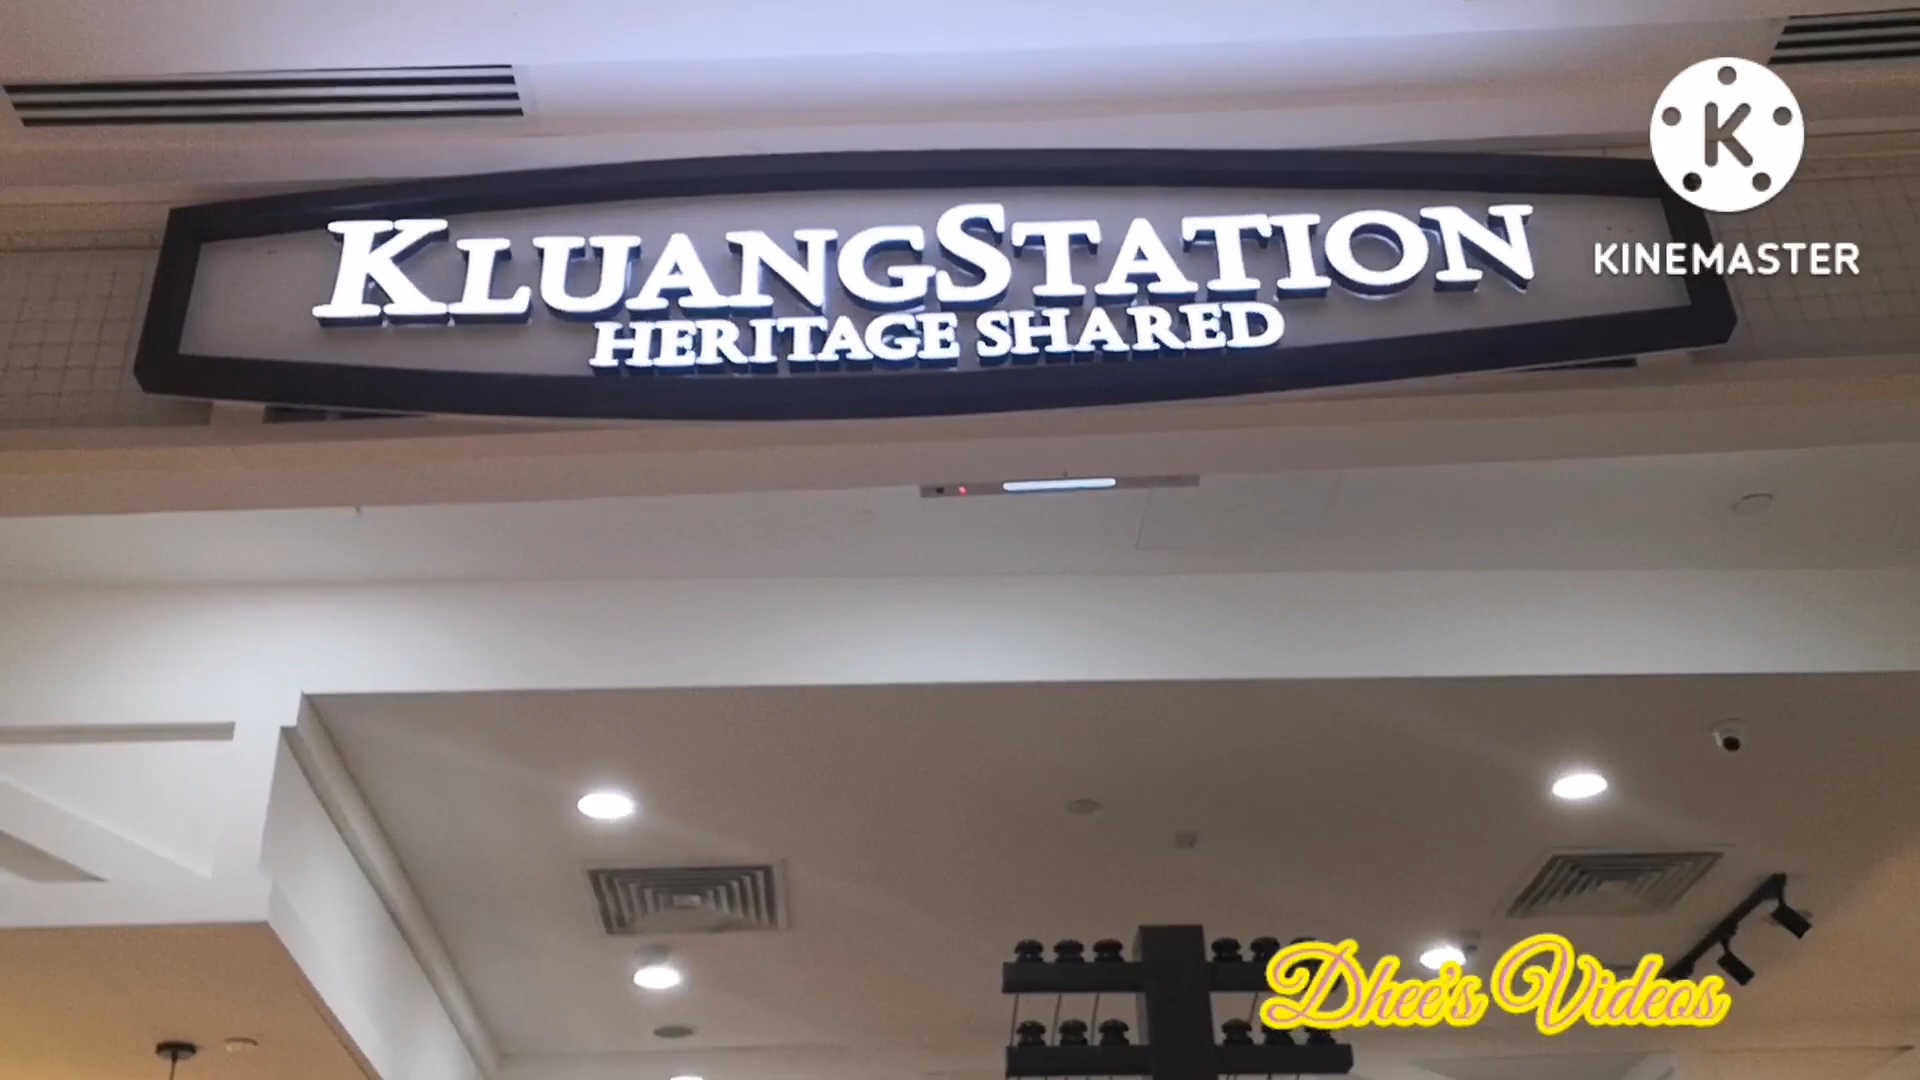 KLUANGSTATION
HERITAGE SHARED
K
KINEMASTER
Dhee's Videos